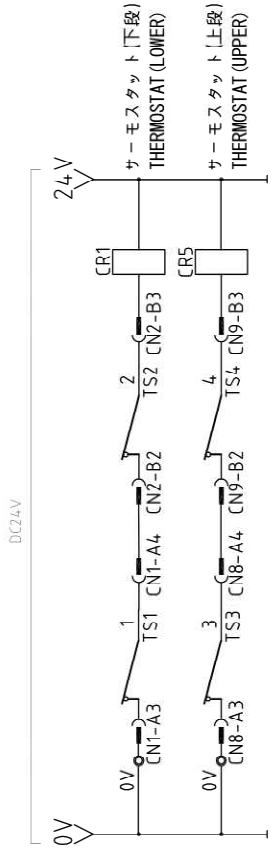 DC24V
0V
24V
0V
CN1-A3
1
TS1
CN1-A4
CN2-B2
2
TS2
CN2-B3
CR1
サーモスタット[下段]
THERMOSTAT(LOWER)
0V
CN8-A3
3
TS3
CN8-A4
CN9-B2
4
TS4
CN9-B3
CR5
サーモスタット[上段]
THERMOSTAT(UPPER)